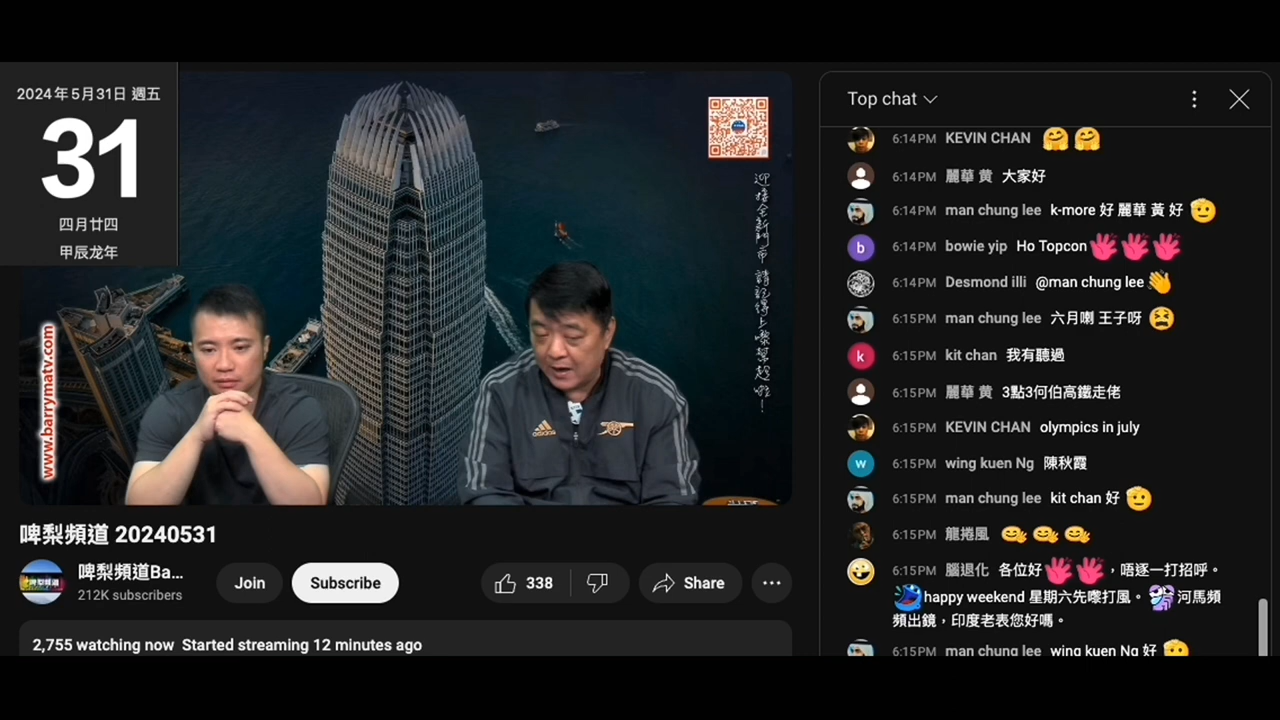 2024年5月31日 週五
31
四月廿四
甲辰龙年
www.barrymatv.com
啤梨頻道 20240531
啤梨頻道Ba...
212K subscribers
Join
Subscribe
338
Share
2,755 watching now Started streaming 12 minutes ago
Top chat
6:14PM KEVIN CHAN
6:14PM 麗華 黄 大家好
6:14PM man chung lee k-more 好 麗華 黃 好
6:14PM bowie yip Ho Topcon
6:14PM Desmond illi @man chung lee
6:15PM man chung lee 六月喇 王子呀
6:15PM kit chan 我有聽過
6:15PM 麗華 黄 3點3何伯高鐵走佬
6:15PM KEVIN CHAN olympics in july
6:15PM wing kuen Ng 陳秋霞
6:15PM man chung lee kit chan 好
6:15PM 龍捲風
6:15PM 腦退化 各位好，唔逐一打招呼。
happy weekend 星期六先嚟打風。河馬頻
頻出鏡，印度老表您好嗎。
6:15PM man chung lee wing kuen Ng 好